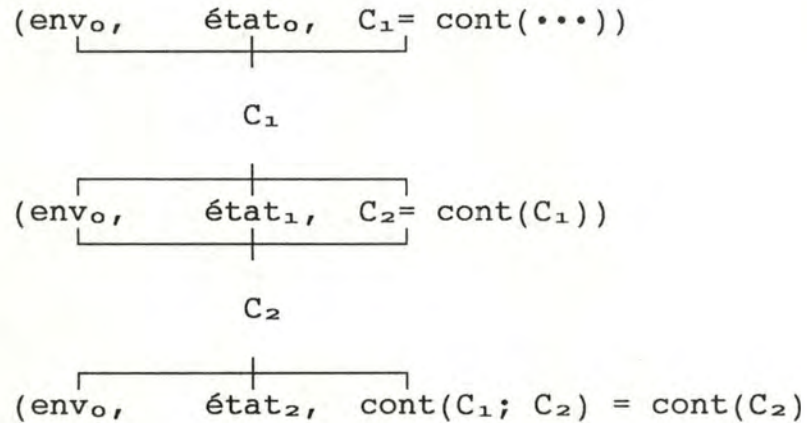 (env₀, état₀, C₁= cont(•••))
C₁
(env₀, état₁, C₂= cont(C₁))
C₂
(env₀, état₂, cont(C₁; C₂) = cont(C₂)